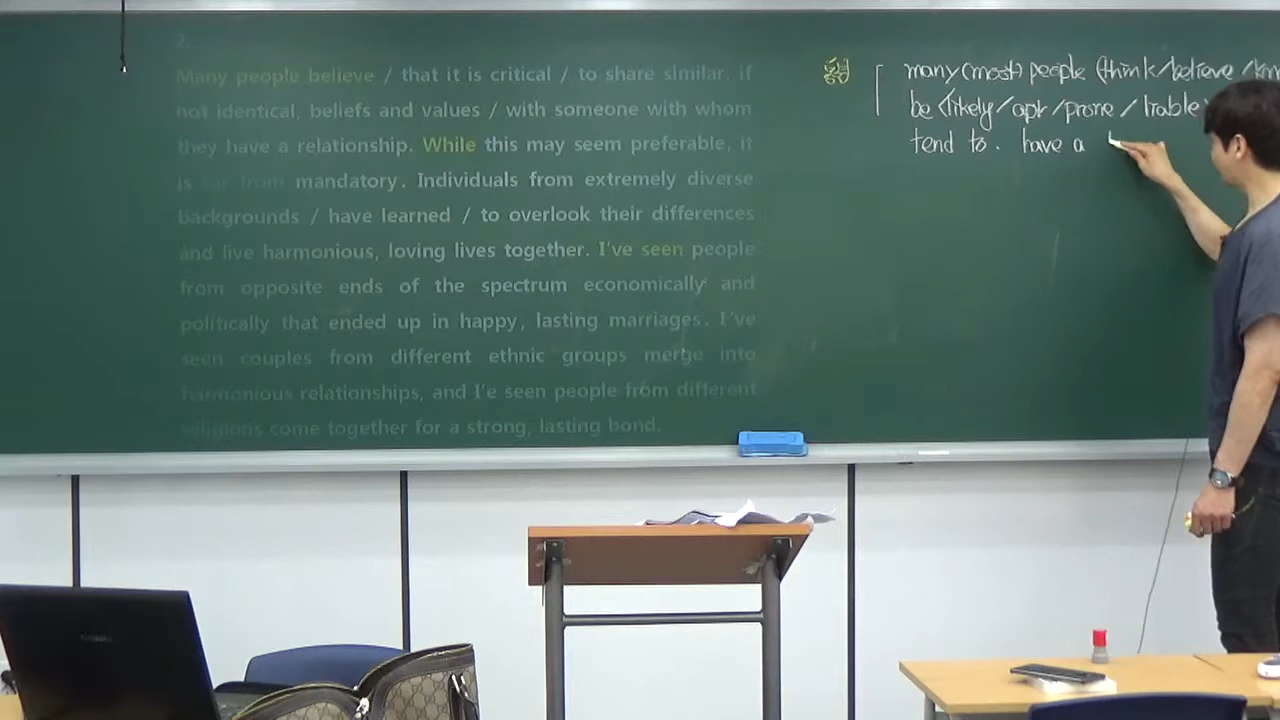 2.
Many people believe / that it is critical / to share similar, if
not identical, beliefs and values / with someone with whom
they have a relationship. While this may seem preferable, it
is far from mandatory. Individuals from extremely diverse
backgrounds / have learned / to overlook their differences
and live harmonious, loving lives together. I've seen people
from opposite ends of the spectrum economically and
politically that ended up in happy, lasting marriages. I've
seen couples from different ethnic groups merge into
harmonious relationships, and I'e seen people from different
religions come together for a strong, lasting bond.
many (most) people (think/believe/
be (likely/apt/prone/liable)
tend to. have a